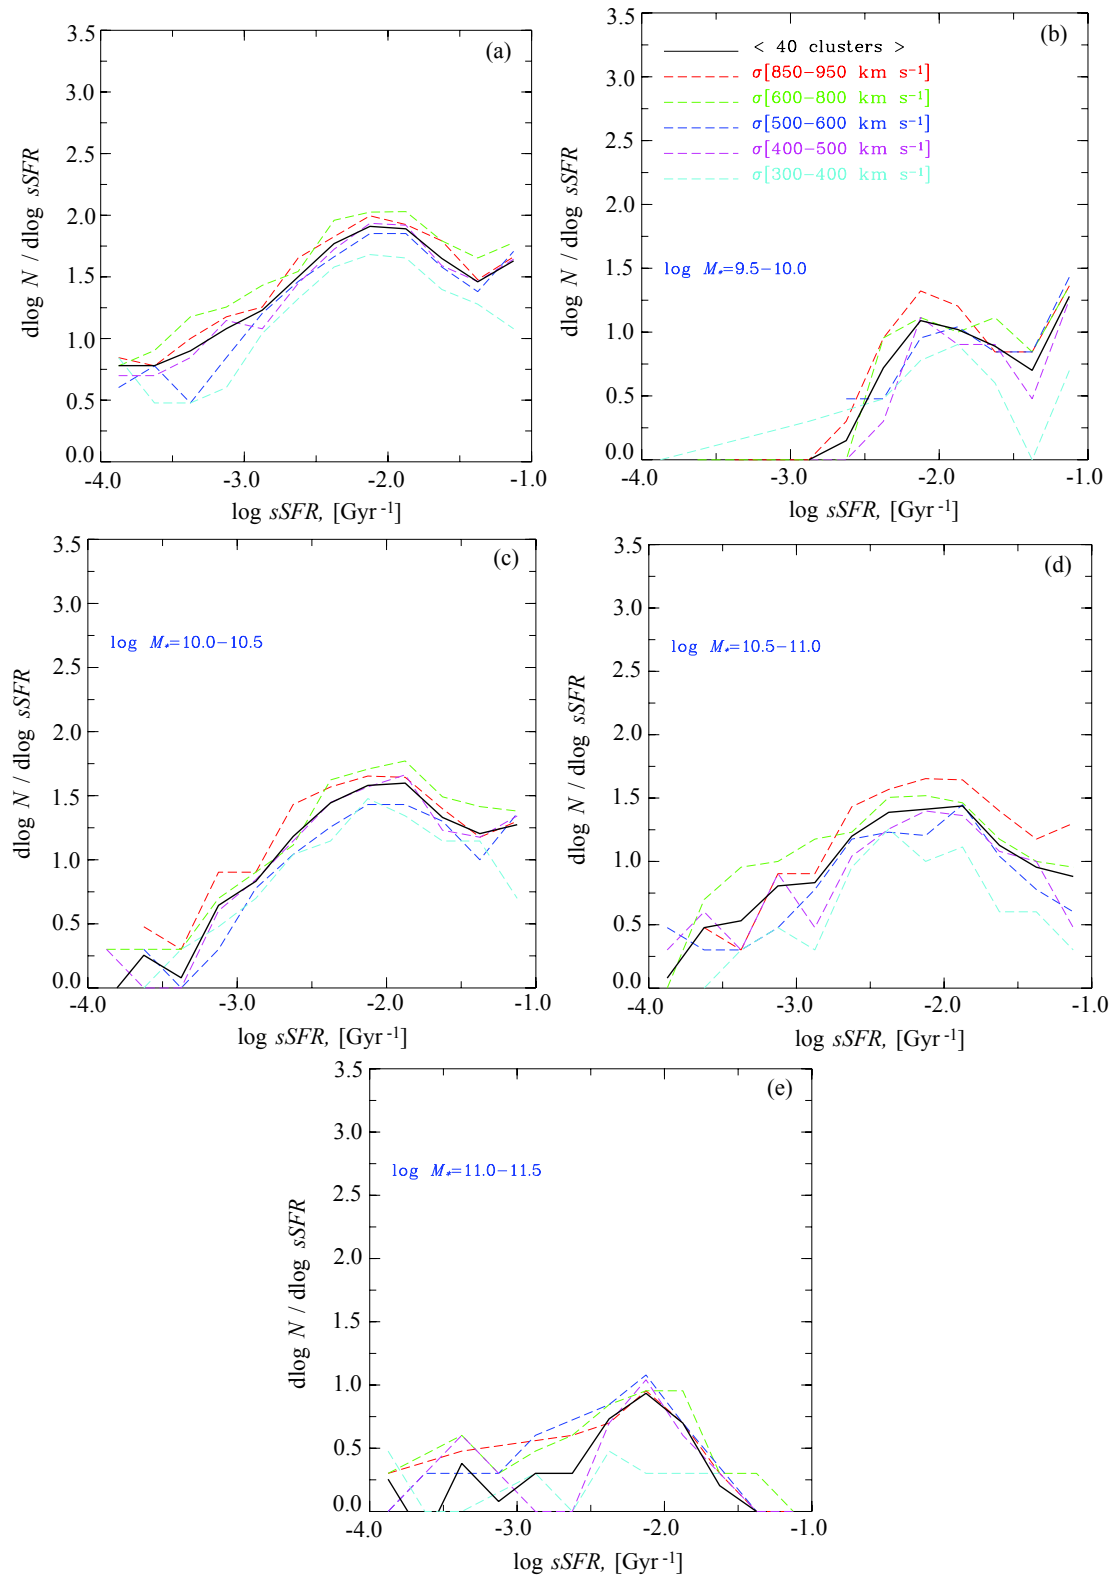 (a)
3.5
3.0
2.5
2.0
1.5
1.0
0.5
0.0
-4.0 -3.0 -2.0 -1.0
dlog N / dlog sSFR
log sSFR, [Gyr⁻¹]
(b)
3.5
3.0
2.5
2.0
1.5
1.0
0.5
0.0
-4.0 -3.0 -2.0 -1.0
dlog N / dlog sSFR
log sSFR, [Gyr⁻¹]
< 40 clusters >
σ[850−950 km s⁻¹]
σ[600−800 km s⁻¹]
σ[500−600 km s⁻¹]
σ[400−500 km s⁻¹]
σ[300−400 km s⁻¹]
log M*=9.5−10.0
(c)
3.5
3.0
2.5
2.0
1.5
1.0
0.5
0.0
-4.0 -3.0 -2.0 -1.0
dlog N / dlog sSFR
log sSFR, [Gyr⁻¹]
log M*=10.0−10.5
(d)
3.5
3.0
2.5
2.0
1.5
1.0
0.5
0.0
-4.0 -3.0 -2.0 -1.0
dlog N / dlog sSFR
log sSFR, [Gyr⁻¹]
log M*=10.5−11.0
(e)
3.5
3.0
2.5
2.0
1.5
1.0
0.5
0.0
-4.0 -3.0 -2.0 -1.0
dlog N / dlog sSFR
log sSFR, [Gyr⁻¹]
log M*=11.0−11.5